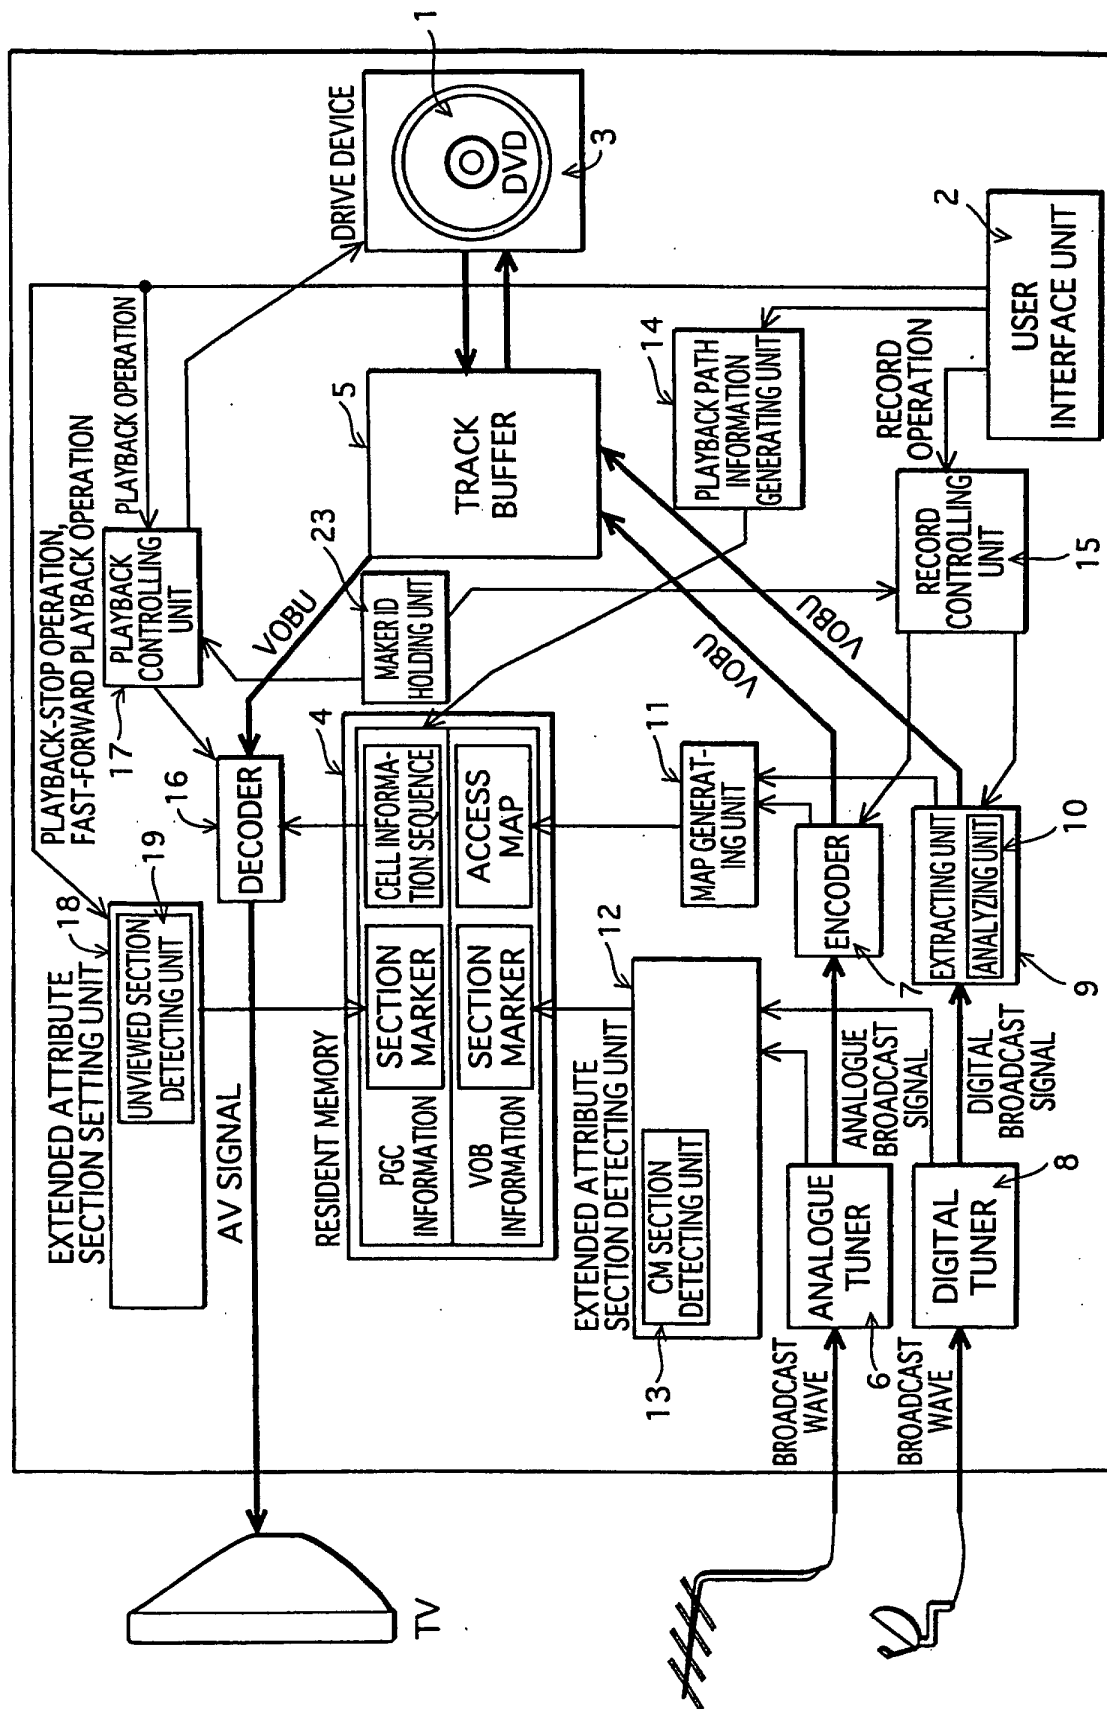 TV
AV SIGNAL
EXTENDED ATTRIBUTE
SECTION SETTING UNIT
18
UNVIEWED SECTION
DETECTING UNIT
19
PLAYBACK-STOP OPERATION,
FAST-FORWARD PLAYBACK OPERATION
PLAYBACK OPERATION
DECODER
16
PLAYBACK
CONTROLLING
UNIT
17
VOBU
DRIVE DEVICE
DVD
1
3
RESIDENT MEMORY
4
PGC
INFORMATION
SECTION
MARKER
CELL INFORMA-
TION SEQUENCE
VOB
INFORMATION
SECTION
MARKER
ACCESS
MAP
MAKER ID
HOLDING UNIT
23
TRACK
BUFFER
5
EXTENDED ATTRIBUTE
SECTION DETECTING UNIT
12
CM SECTION
DETECTING UNIT
13
MAP GENERAT-
ING UNIT
11
VOBU
VOBU
PLAYBACK PATH
INFORMATION
GENERATING UNIT
14
BROADCAST
WAVE
ANALOGUE
TUNER
6
ANALOGUE
BROADCAST
SIGNAL
ENCODER
7
BROADCAST
WAVE
DIGITAL
TUNER
8
DIGITAL
BROADCAST
SIGNAL
EXTRACTING UNIT
ANALYZING UNIT
10
9
RECORD
CONTROLLING
UNIT
15
RECORD
OPERATION
USER
INTERFACE UNIT
2